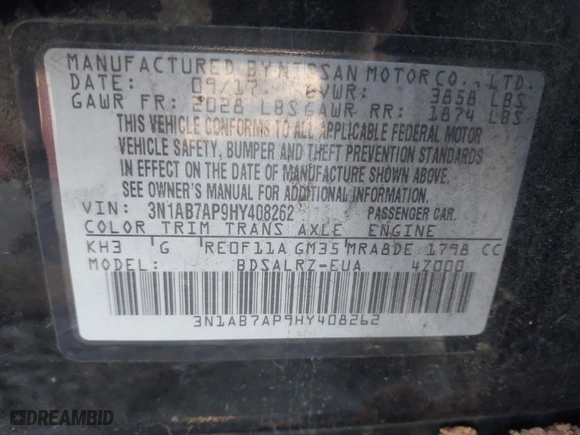 MANUFACTURED BY NISSAN MOTOR CO., LTD.
DATE: 09/17 GVWR: 3858 LBS
GAWR FR: 2028 LBS GAWR RR: 1874 LBS
THIS VEHICLE CONFORMS TO ALL APPLICABLE FEDERAL MOTOR
VEHICLE SAFETY, BUMPER AND THEFT PREVENTION STANDARDS
IN EFFECT ON THE DATE OF MANUFACTURE SHOWN ABOVE.
SEE OWNER'S MANUAL FOR ADDITIONAL INFORMATION.
VIN: 3N1AB7AP9HY408262 PASSENGER CAR.
COLOR TRIM TRANS AXLE ENGINE
KH3 G RE0F11A GM35 MRA8DE 1798 CC
MODEL: BDSALRZ-EUA 4Z000
3N1AB7AP9HY408262
DREAMBID